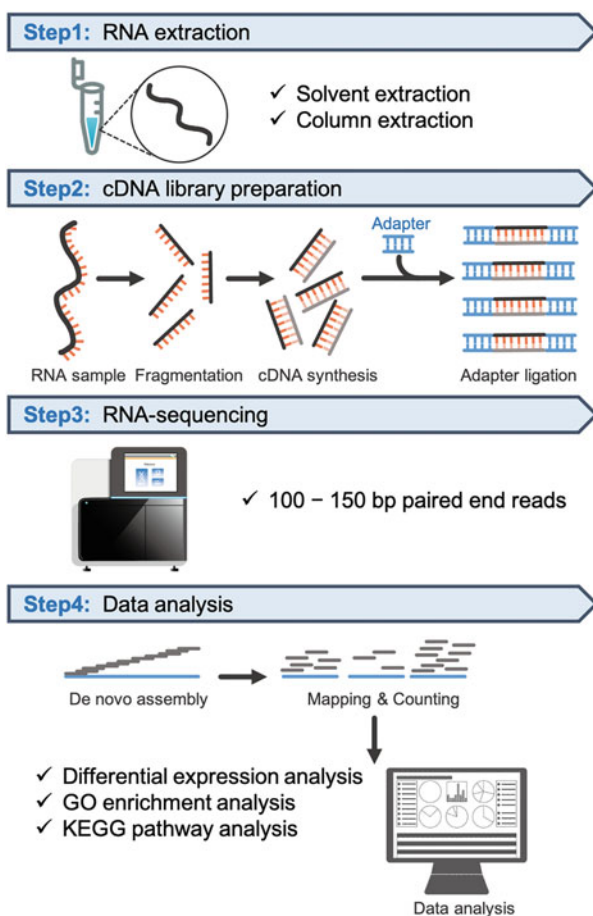 Step1: RNA extraction
✓ Solvent extraction
✓ Column extraction
Step2: cDNA library preparation
Adapter
RNA sample
Fragmentation
cDNA synthesis
Adapter ligation
Step3: RNA-sequencing
✓ 100 – 150 bp paired end reads
Step4: Data analysis
De novo assembly
Mapping & Counting
✓ Differential expression analysis
✓ GO enrichment analysis
✓ KEGG pathway analysis
Data analysis